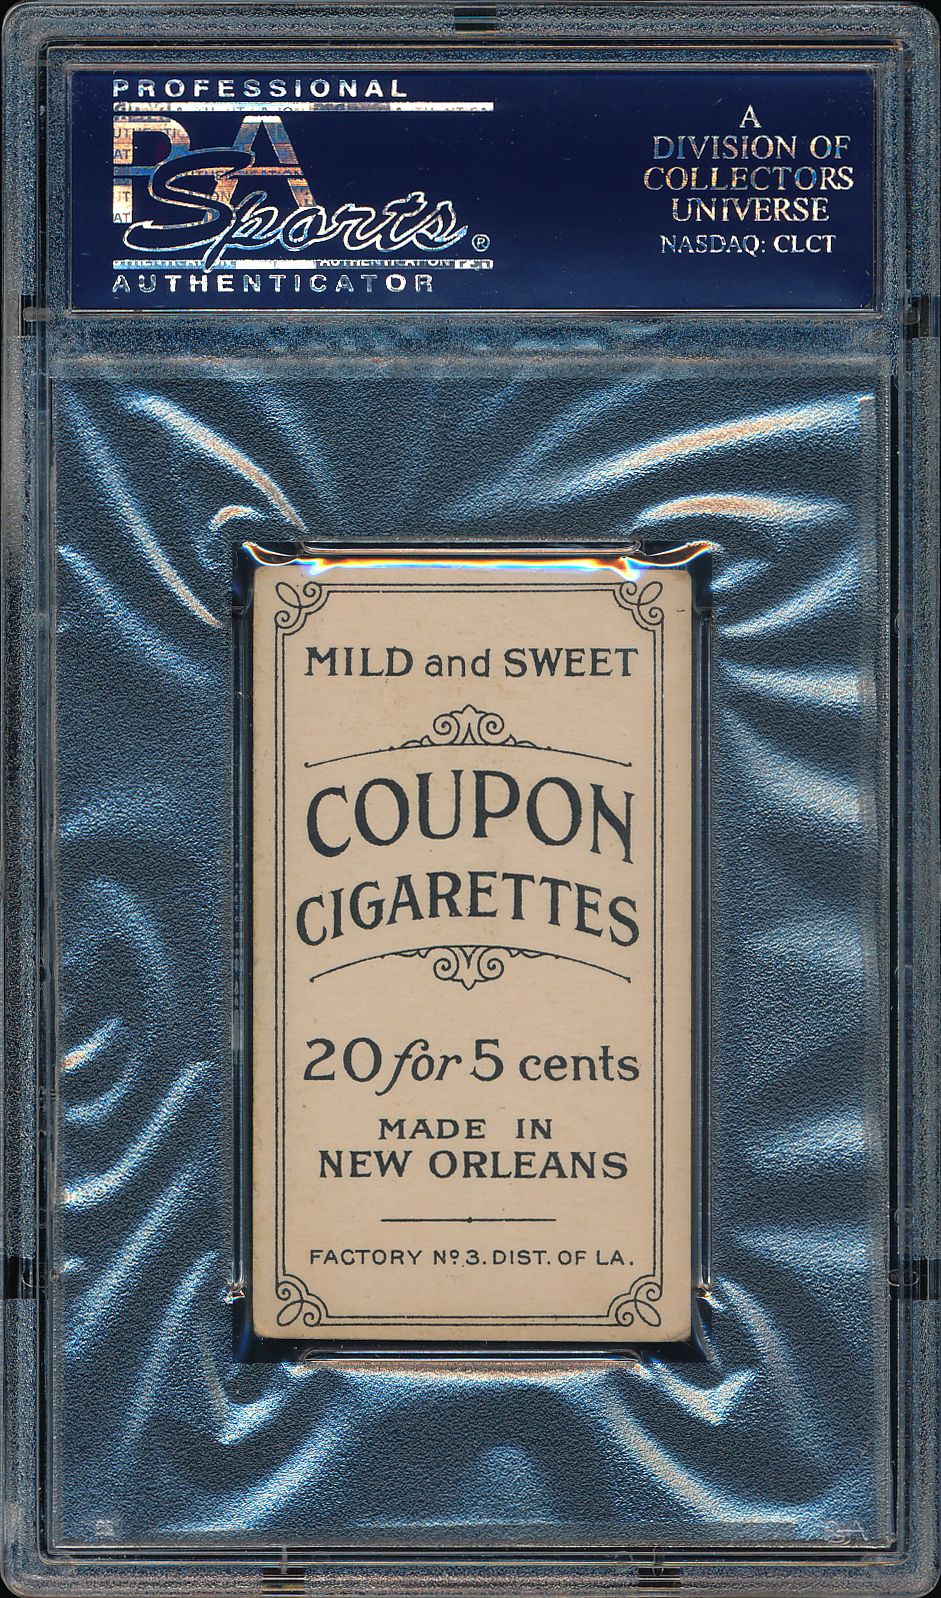 PROFESSIONAL
PSA
Sports®
AUTHENTICATOR
A
DIVISION OF
COLLECTORS
UNIVERSE
NASDAQ: CLCT
MILD and SWEET
COUPON
CIGARETTES
20 for 5 cents
MADE IN
NEW ORLEANS
FACTORY Nº 3. DIST. OF LA.
PSA